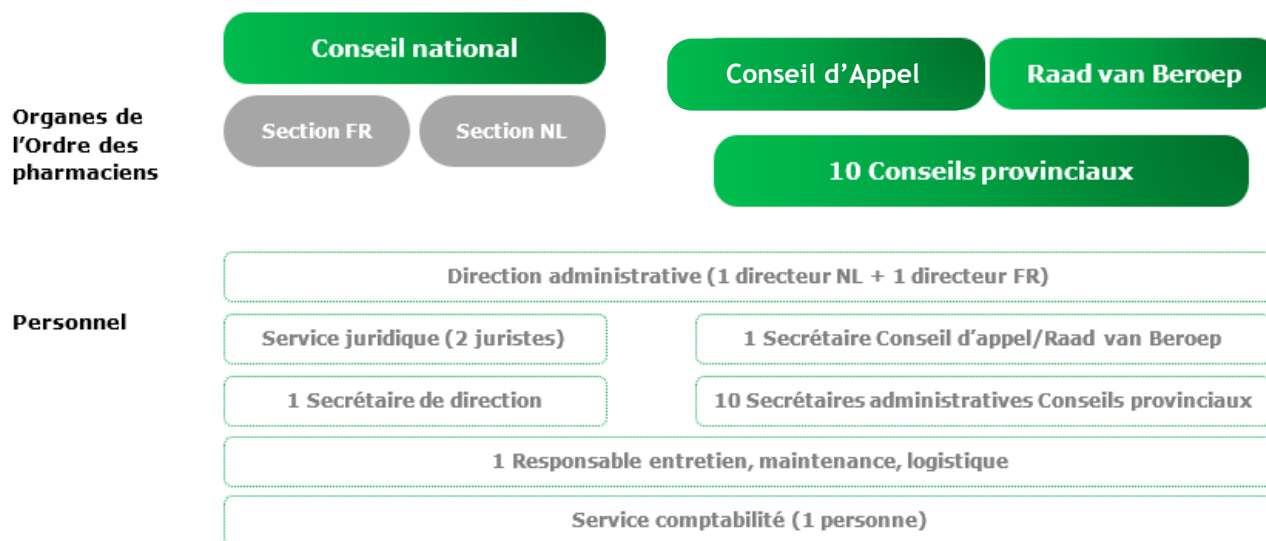 Conseil national
Conseil d’Appel
Raad van Beroep
Organes de
l’Ordre des
pharmaciens
Section FR
Section NL
10 Conseils provinciaux
Direction administrative (1 directeur NL + 1 directeur FR)
Personnel
Service juridique (2 juristes)
1 Secrétaire Conseil d’appel/Raad van Beroep
1 Secrétaire de direction
10 Secrétaires administratives Conseils provinciaux
1 Responsable entretien, maintenance, logistique
Service comptabilité (1 personne)